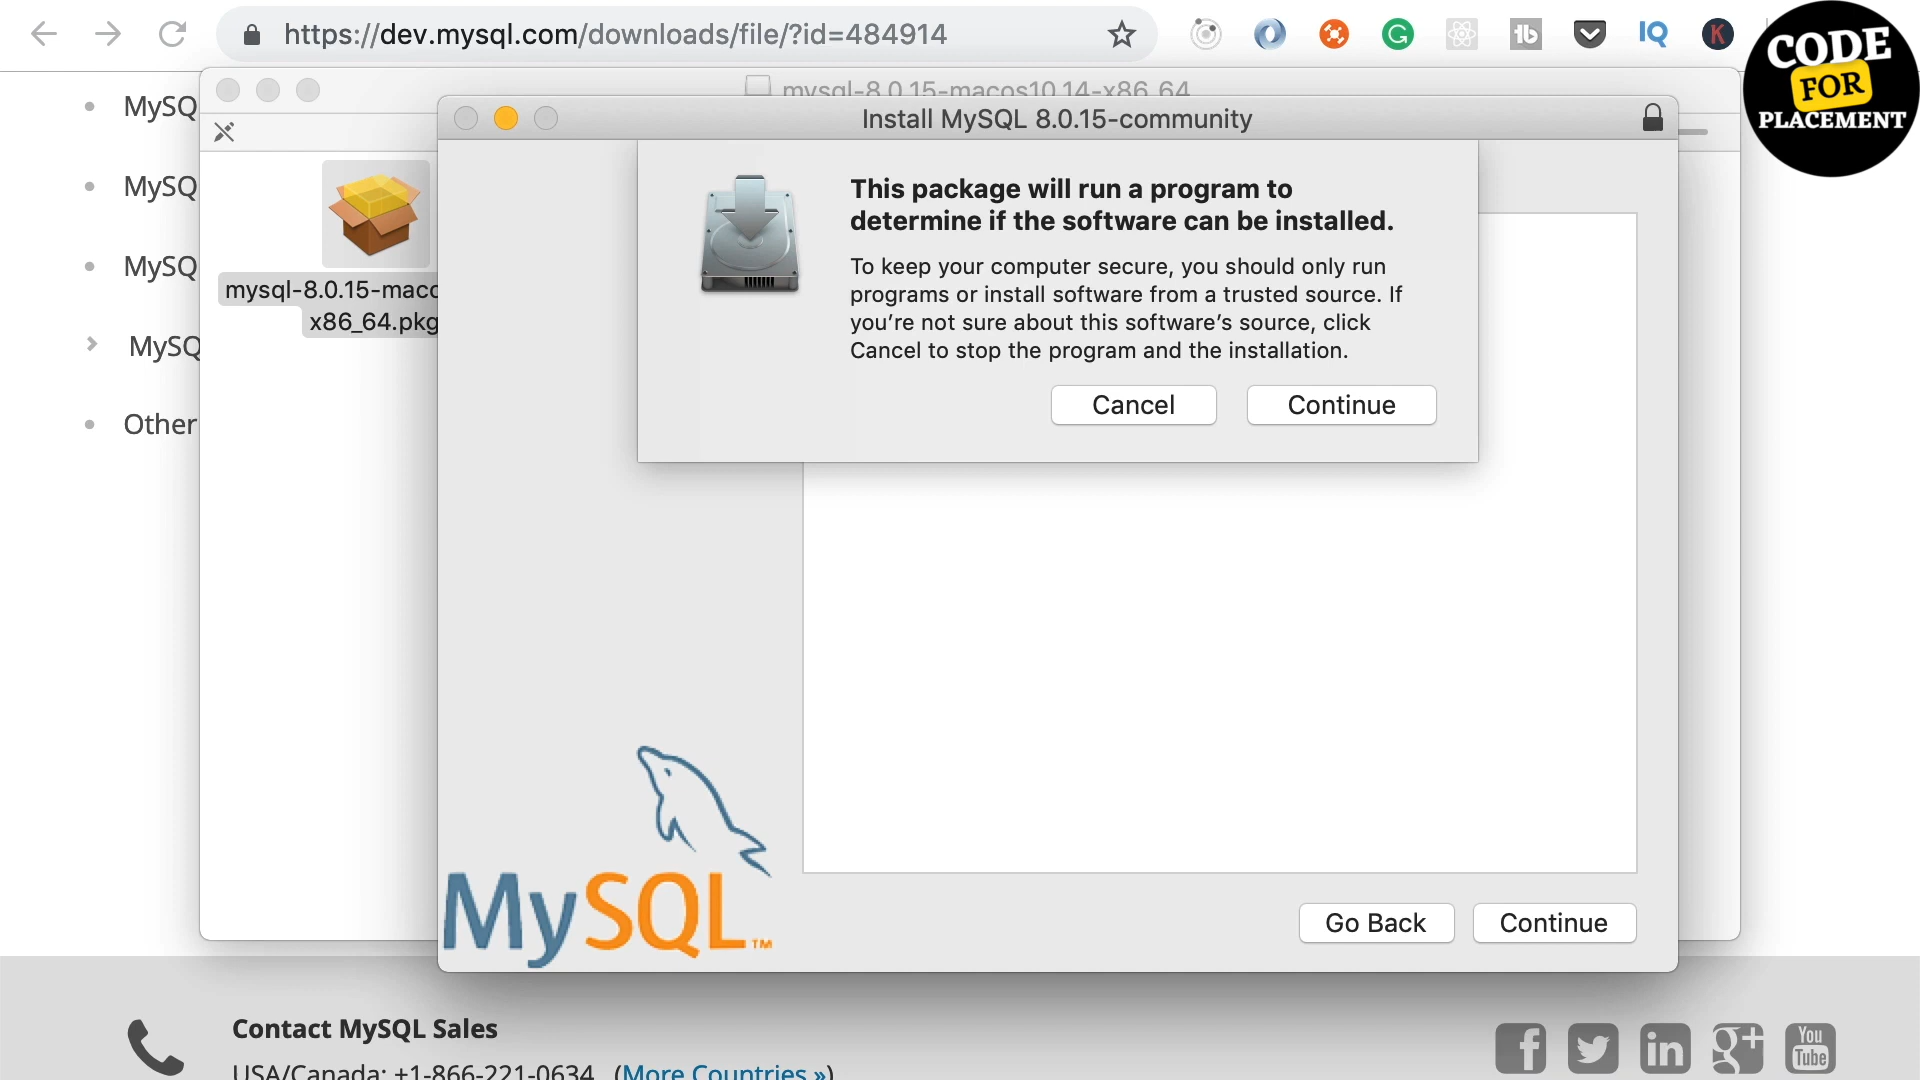 https://dev.mysql.com/downloads/file/?id=484914
IQ
K
CODE
FOR
PLACEMENT
mysql-8.0.15-macos10.14-x86_64
Install MySQL 8.0.15-community
MySQ
MySQ
MySQ
MySQ
Other
mysql-8.0.15-maco
x86_64.pkg
This package will run a program to
determine if the software can be installed.
To keep your computer secure, you should only run
programs or install software from a trusted source. If
you’re not sure about this software’s source, click
Cancel to stop the program and the installation.
Cancel
Continue
MySQL™
Go Back
Continue
Contact MySQL Sales
USA/Canada: +1-866-221-0634 (More Countries »)
You
Tube